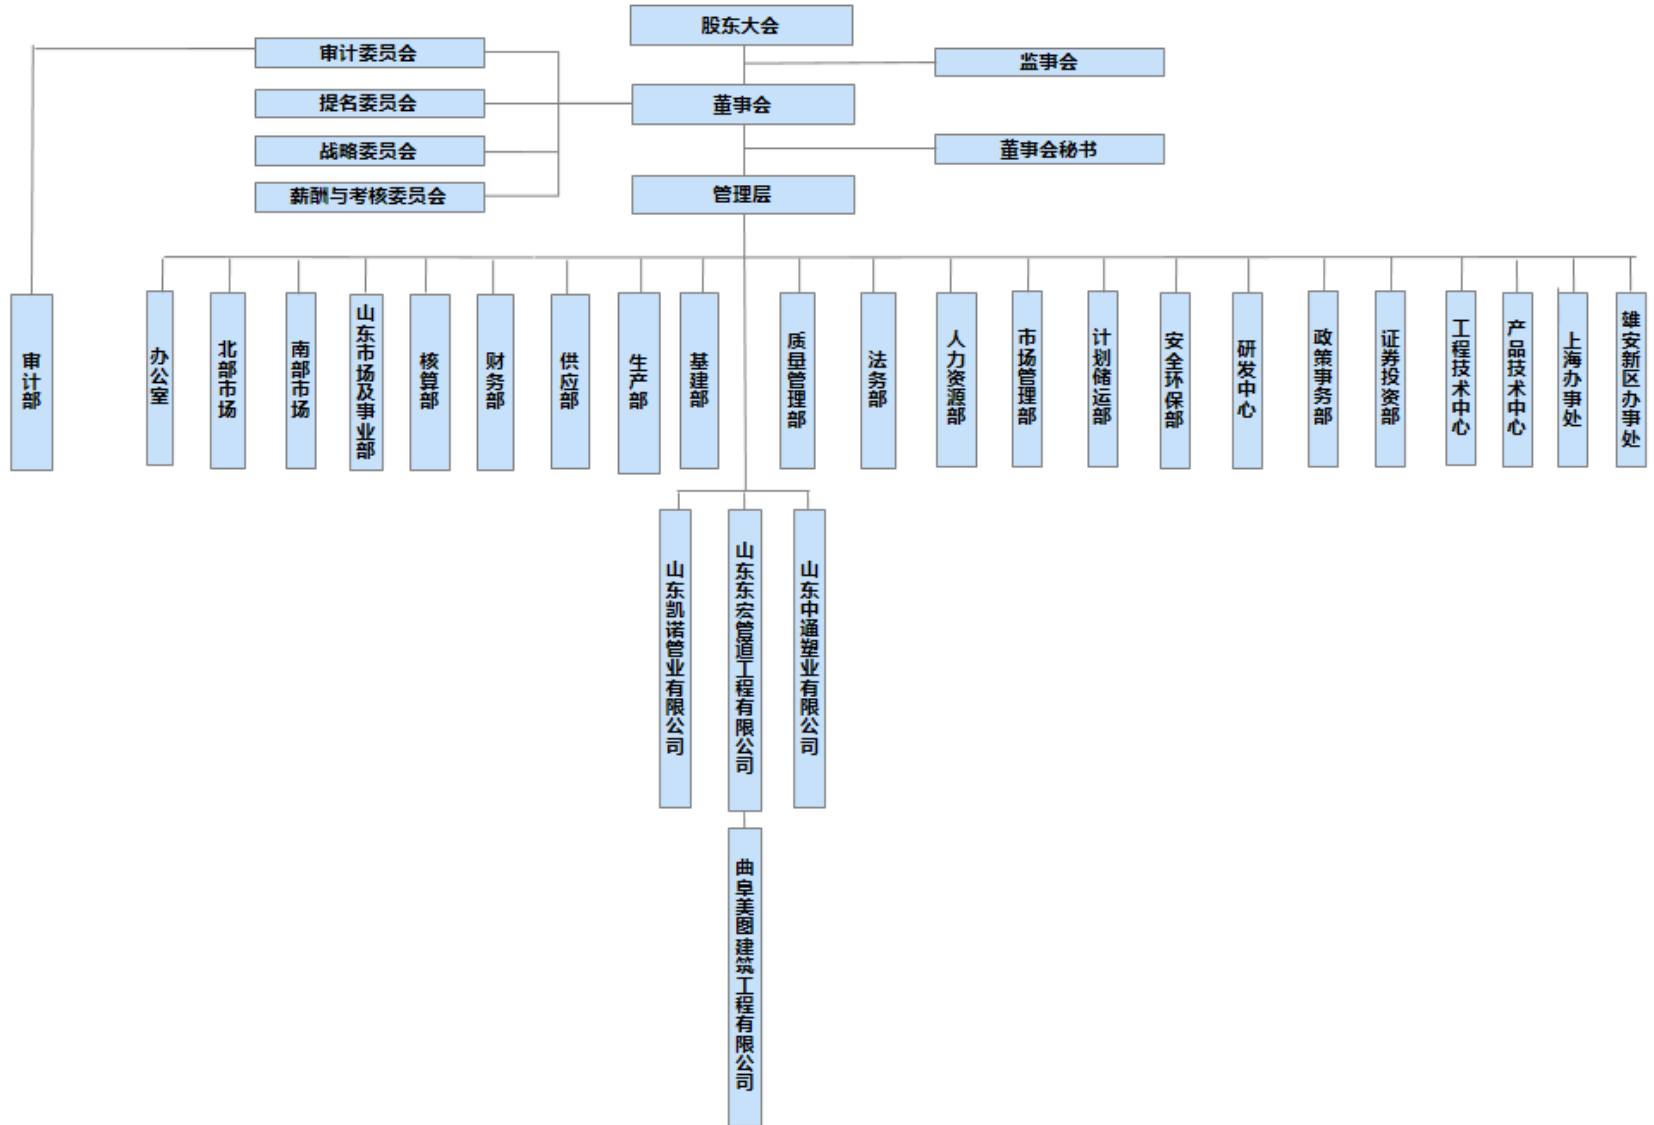 股东大会
审计委员会
监事会
提名委员会
董事会
战略委员会
董事会秘书
薪酬与考核委员会
管理层
审计部
办公室
北部市场
南部市场
山东市场及事业部
核算部
财务部
供应部
生产部
基建部
质量管理部
法务部
人力资源部
市场管理部
计划储运部
安全环保部
研发中心
政策事务部
证券投资部
工程技术中心
产品技术中心
上海办事处
雄安新区办事处
山东凯诺管业有限公司
山东东宏管道工程有限公司
山东中通塑业有限公司
曲阜美图建筑工程有限公司